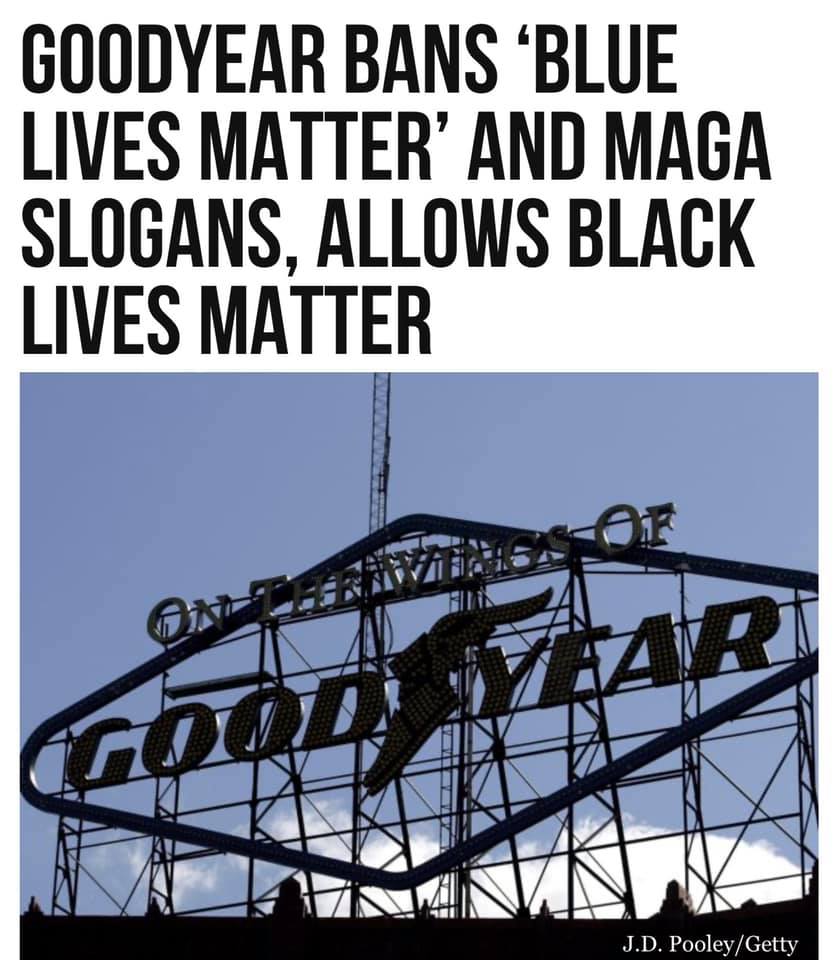 GOODYEAR BANS ‘BLUE
LIVES MATTER’ AND MAGA
SLOGANS, ALLOWS BLACK
LIVES MATTER
ON THE WINGS OF
GOODYEAR
J.D. Pooley/Getty